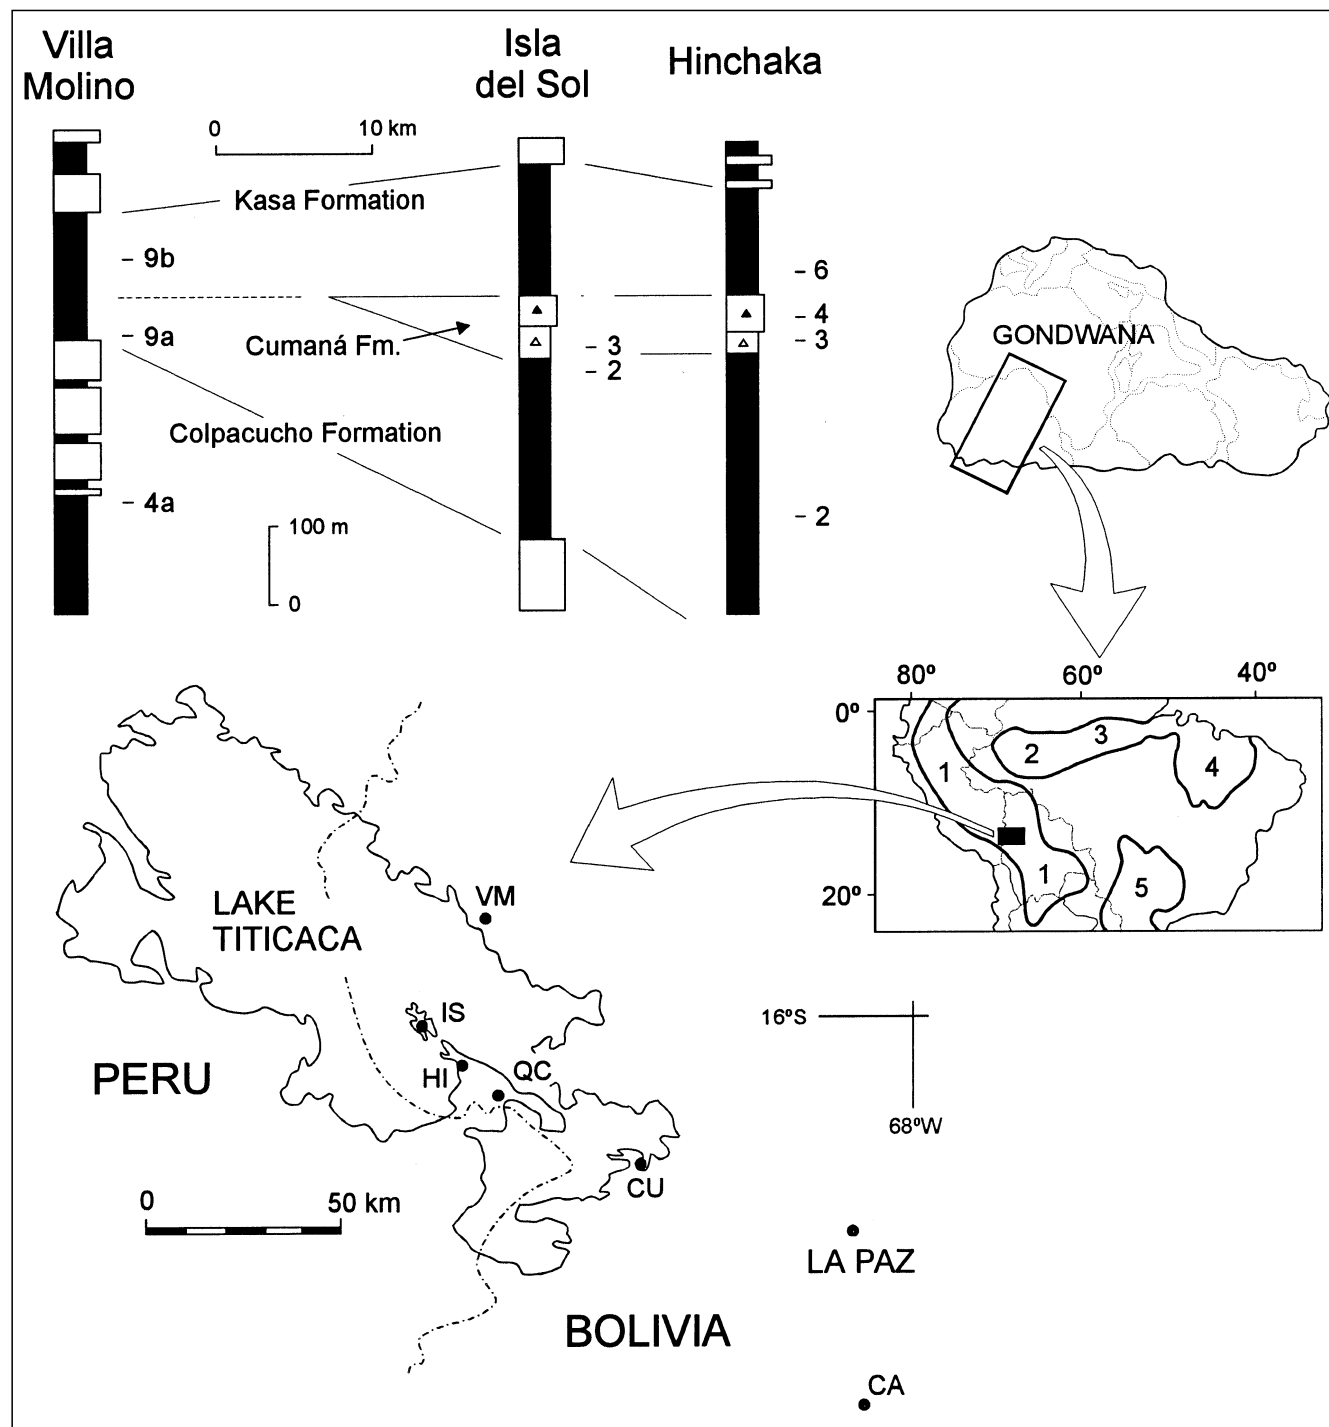 Villa
Molino
Isla
del Sol
Hinchaka
0 10 km
Kasa Formation
– 9b
– 6
– 4
– 3
– 9a
Cumaná Fm.
– 3
– 2
Colpacucho Formation
– 4a
100 m
0
– 2
GONDWANA
80º 60º 40º
0º
20º
1
2
3
4
1
5
LAKE
TITICACA
VM
IS
HI
QC
CU
PERU
16ºS
68ºW
0 50 km
LA PAZ
BOLIVIA
CA